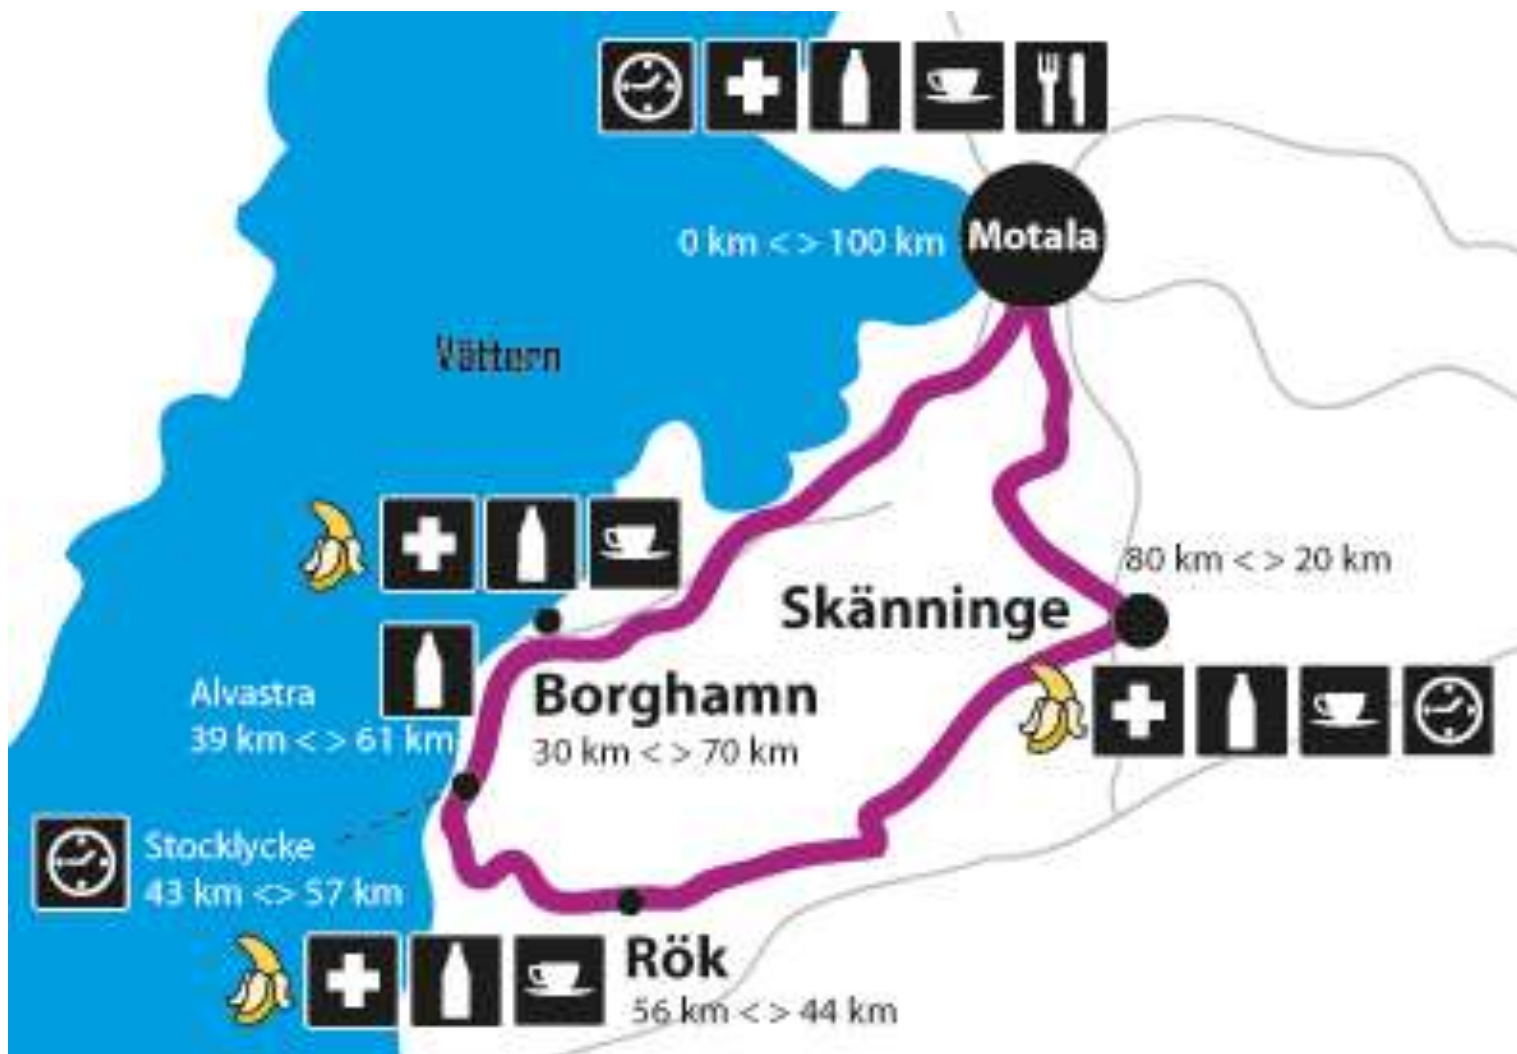 0 km < > 100 km
Motala
Vättern
80 km < > 20 km
Skänninge
Alvastra
39 km < > 61 km
Borghamn
30 km < > 70 km
Stocklycke
43 km <> 57 km
Rök
56 km < > 44 km